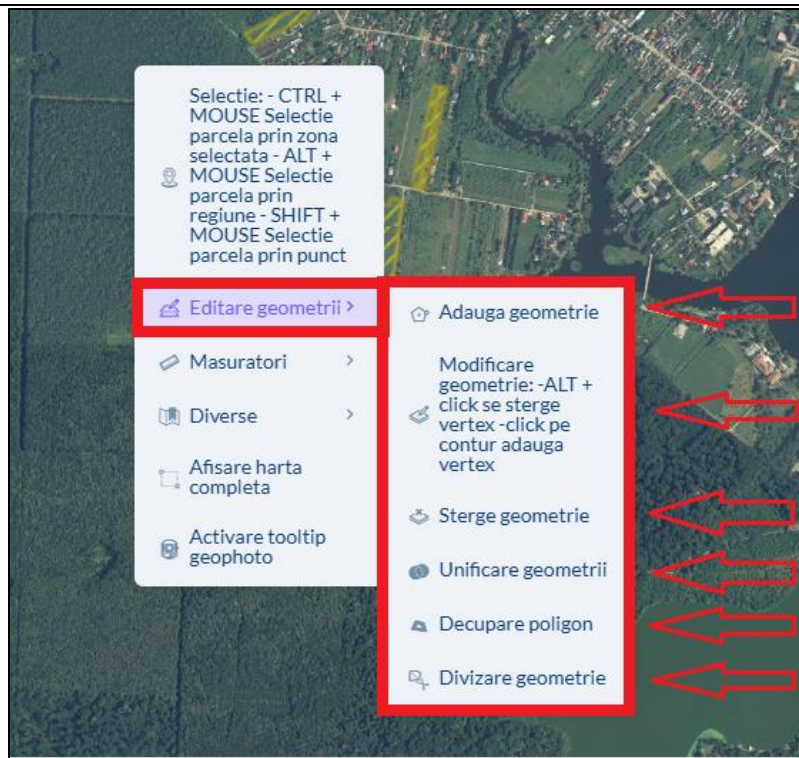 Selectie: - CTRL +
MOUSE Selectie
parcela prin zona
selectata - ALT +
MOUSE Selectie
parcela prin
regiune - SHIFT +
MOUSE Selectie
parcela prin punct
Editare geometrii
Masuratori
Diverse
Afisare harta
completa
Activare tooltip
geophoto
Adauga geometrie
Modificare
geometrie: -ALT +
click se sterge
vertex -click pe
contur adauga
vertex
Sterge geometrie
Unificare geometrii
Decupare poligon
Divizare geometrie